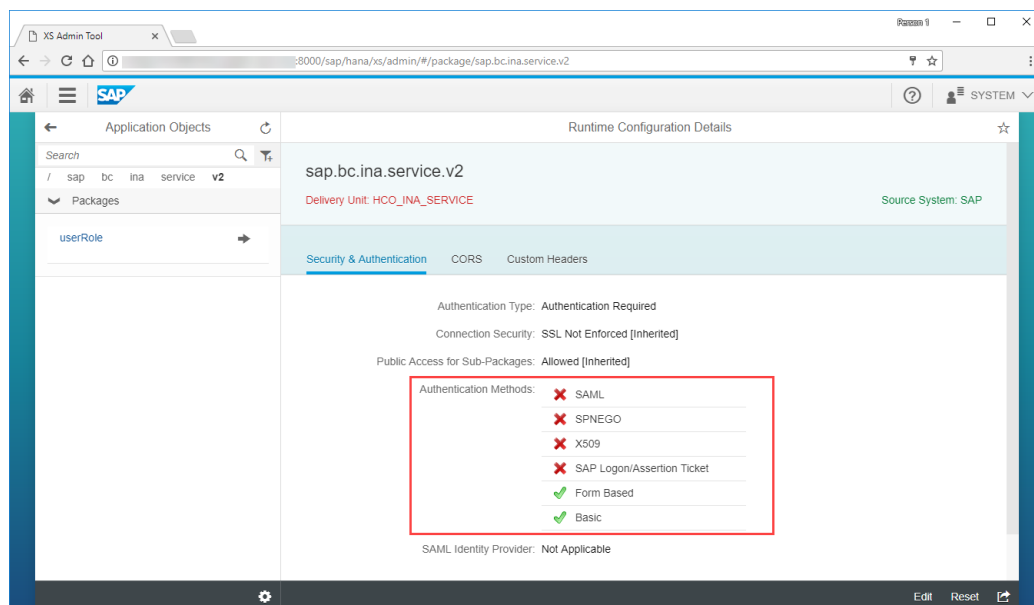 Person 1
XS Admin Tool
:8000/sap/hana/xs/admin/#/package/sap.bc.ina.service.v2
SAP
SYSTEM
Application Objects
Runtime Configuration Details
Search
/ sap bc ina service v2
Packages
userRole
sap.bc.ina.service.v2
Delivery Unit: HCO_INA_SERVICE
Source System: SAP
Security & Authentication CORS Custom Headers
Authentication Type: Authentication Required
Connection Security: SSL Not Enforced [Inherited]
Public Access for Sub-Packages: Allowed [Inherited]
Authentication Methods: SAML
SPNEGO
X509
SAP Logon/Assertion Ticket
Form Based
Basic
SAML Identity Provider: Not Applicable
Edit Reset